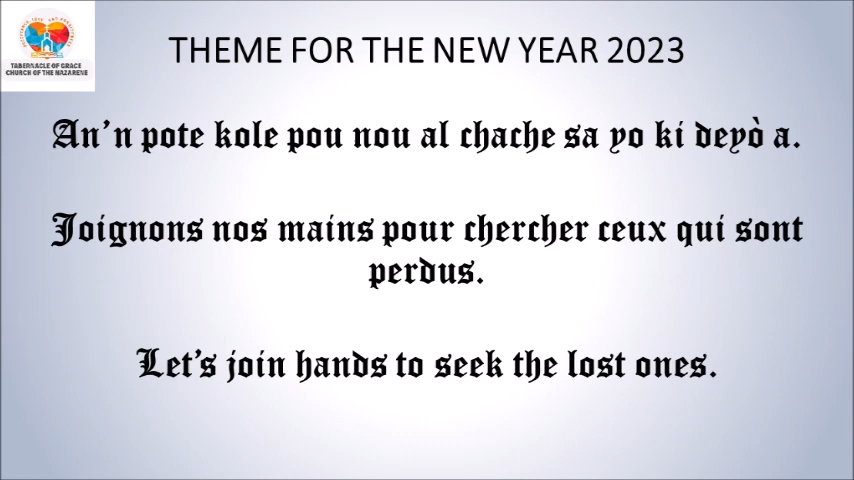 TABERNACLE OF GRACE
CHURCH OF THE NAZARENE
THEME FOR THE NEW YEAR 2023
An'n pote kole pou nou al chache sa yo ki deyò a.
Joignons nos mains pour chercher ceux qui sont
perdus.
Let's join hands to seek the lost ones.